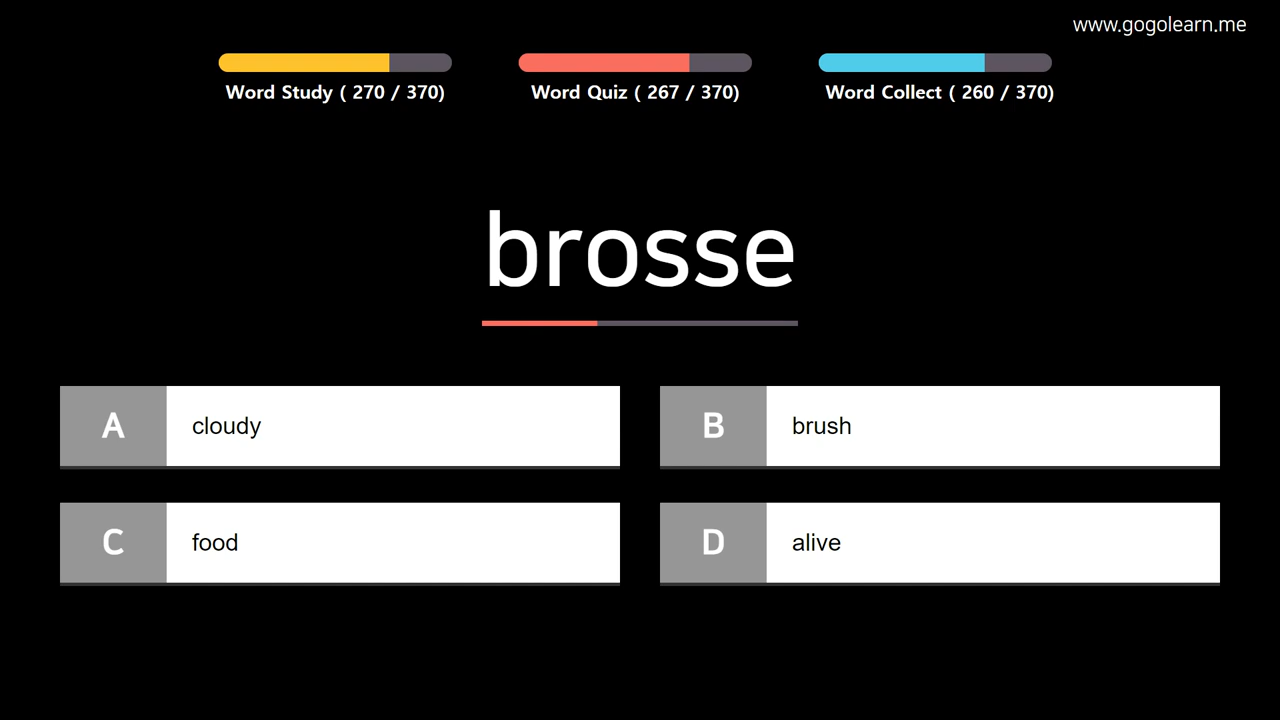 www.gogolearn.me
Word Study ( 270 / 370)
Word Quiz ( 267 / 370)
Word Collect ( 260 / 370)
brosse
A cloudy
B brush
C food
D alive